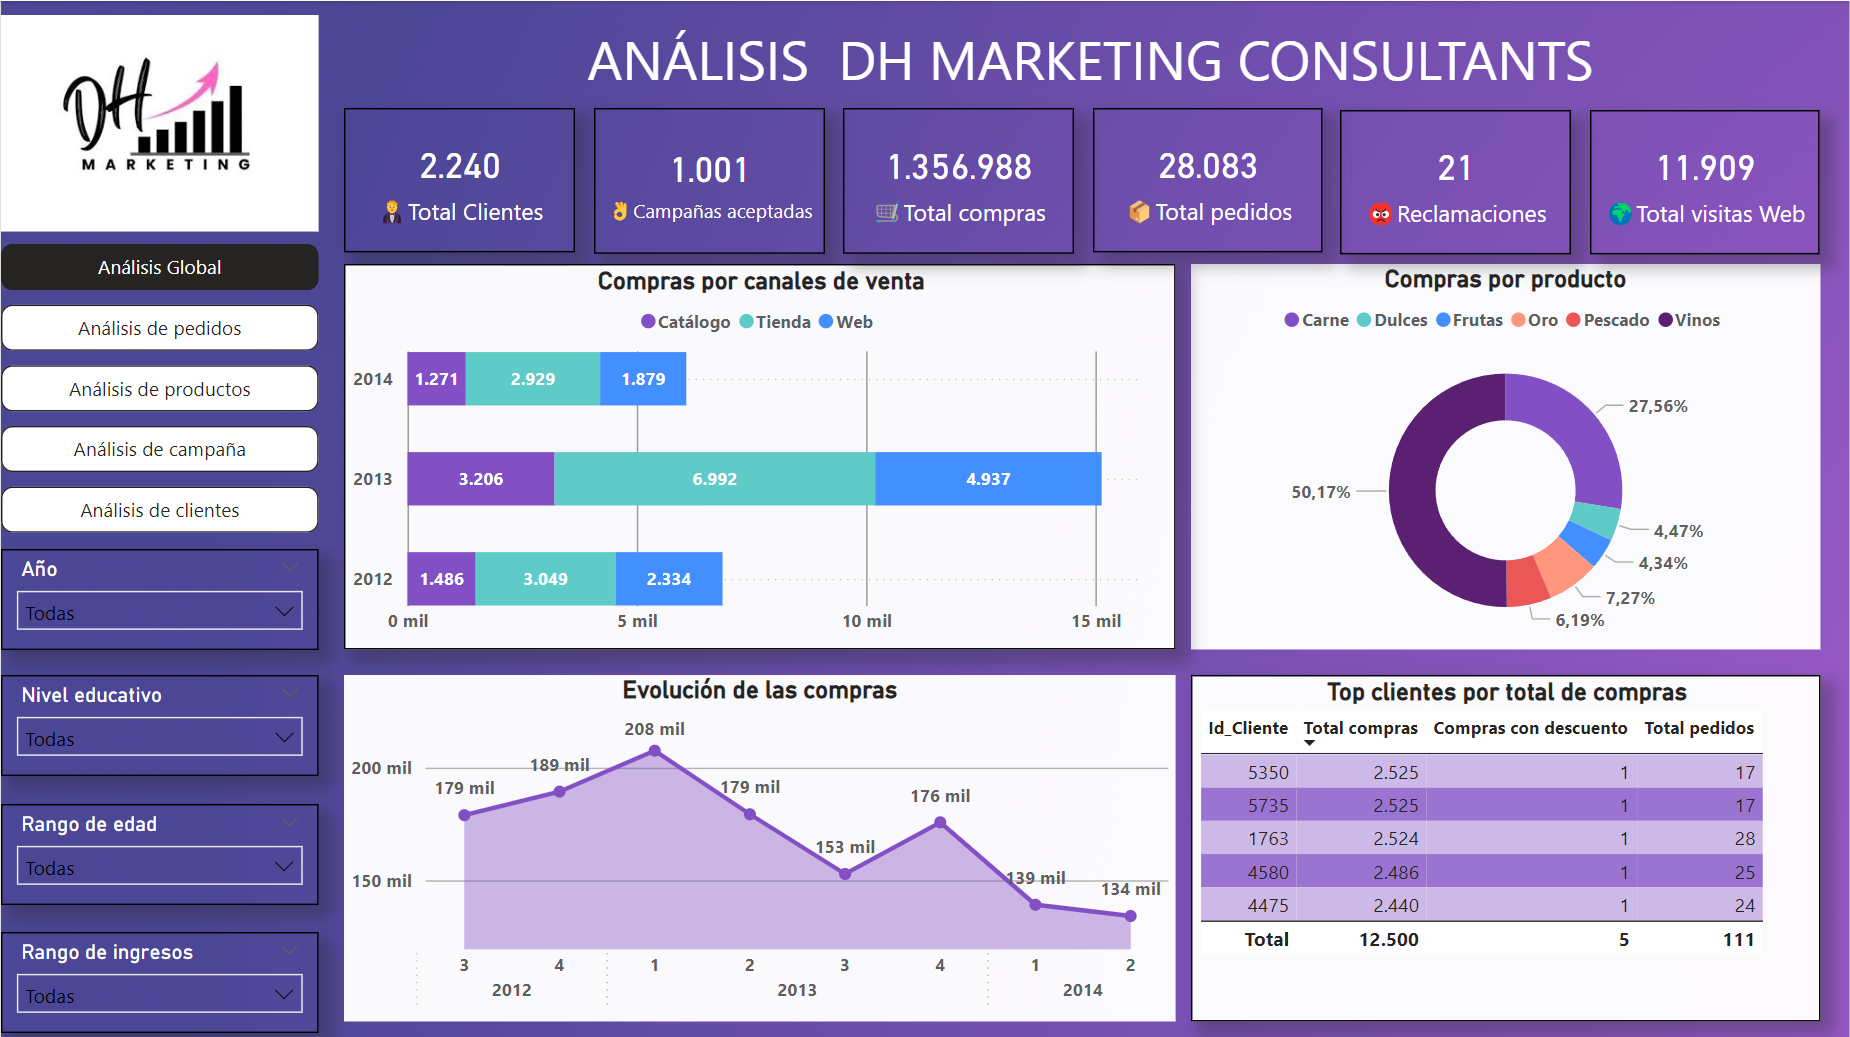 ANÁLISIS  DH MARKETING CONSULTANTS
DH
MARKETING
2.240
Total Clientes
1.001
Campañas aceptadas
1.356.988
Total compras
28.083
Total pedidos
21
Reclamaciones
11.909
Total visitas Web
Análisis Global
Análisis de pedidos
Análisis de productos
Análisis de campaña
Análisis de clientes
Año
Todas
Nivel educativo
Todas
Rango de edad
Todas
Rango de ingresos
Todas
Compras por canales de venta
Catálogo Tienda Web
2014 1.271 2.929 1.879
2013 3.206 6.992 4.937
2012 1.486 3.049 2.334
0 mil 5 mil 10 mil 15 mil
Compras por producto
Carne Dulces Frutas Oro Pescado Vinos
27,56%
50,17%
4,47%
4,34%
7,27%
6,19%
Evolución de las compras
208 mil
200 mil
189 mil
179 mil
179 mil
176 mil
153 mil
150 mil
139 mil
134 mil
3 4 1 2 3 4 1 2
2012 2013 2014
Top clientes por total de compras
Id_Cliente Total compras Compras con descuento Total pedidos
5350 2.525 1 17
5735 2.525 1 17
1763 2.524 1 28
4580 2.486 1 25
4475 2.440 1 24
Total 12.500 5 111